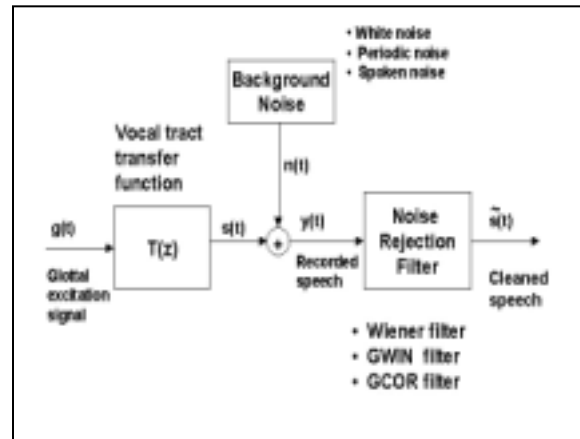 • White noise
• Periodic noise
• Spoken noise
Background
Noise
Vocal tract
transfer
function
n(t)
g(t)
T(z)
s(t)
+
y(t)
Noise
Rejection
Filter
s̃(t)
Glottal
excitation
signal
Recorded
speech
Cleaned
speech
• Wiener filter
• GWIN filter
• GCOR filter